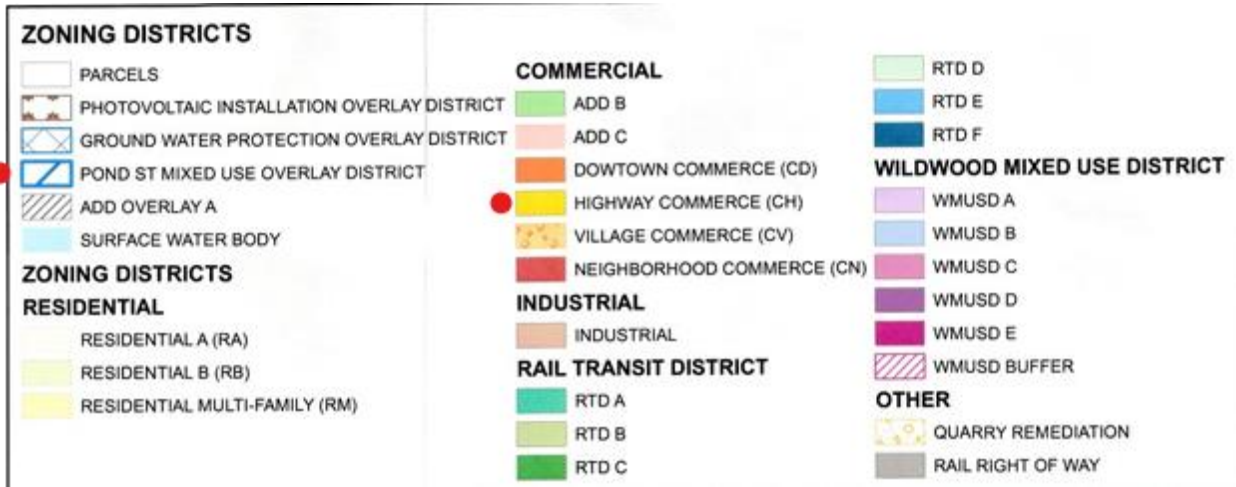 ZONING DISTRICTS
PARCELS
PHOTOVOLTAIC INSTALLATION OVERLAY DISTRICT
GROUND WATER PROTECTION OVERLAY DISTRICT
POND ST MIXED USE OVERLAY DISTRICT
ADD OVERLAY A
SURFACE WATER BODY
ZONING DISTRICTS
RESIDENTIAL
RESIDENTIAL A (RA)
RESIDENTIAL B (RB)
RESIDENTIAL MULTI-FAMILY (RM)
COMMERCIAL
ADD B
ADD C
DOWTOWN COMMERCE (CD)
HIGHWAY COMMERCE (CH)
VILLAGE COMMERCE (CV)
NEIGHBORHOOD COMMERCE (CN)
INDUSTRIAL
INDUSTRIAL
RAIL TRANSIT DISTRICT
RTD A
RTD B
RTD C
RTD D
RTD E
RTD F
WILDWOOD MIXED USE DISTRICT
WMUSD A
WMUSD B
WMUSD C
WMUSD D
WMUSD E
WMUSD BUFFER
OTHER
QUARRY REMEDIATION
RAIL RIGHT OF WAY